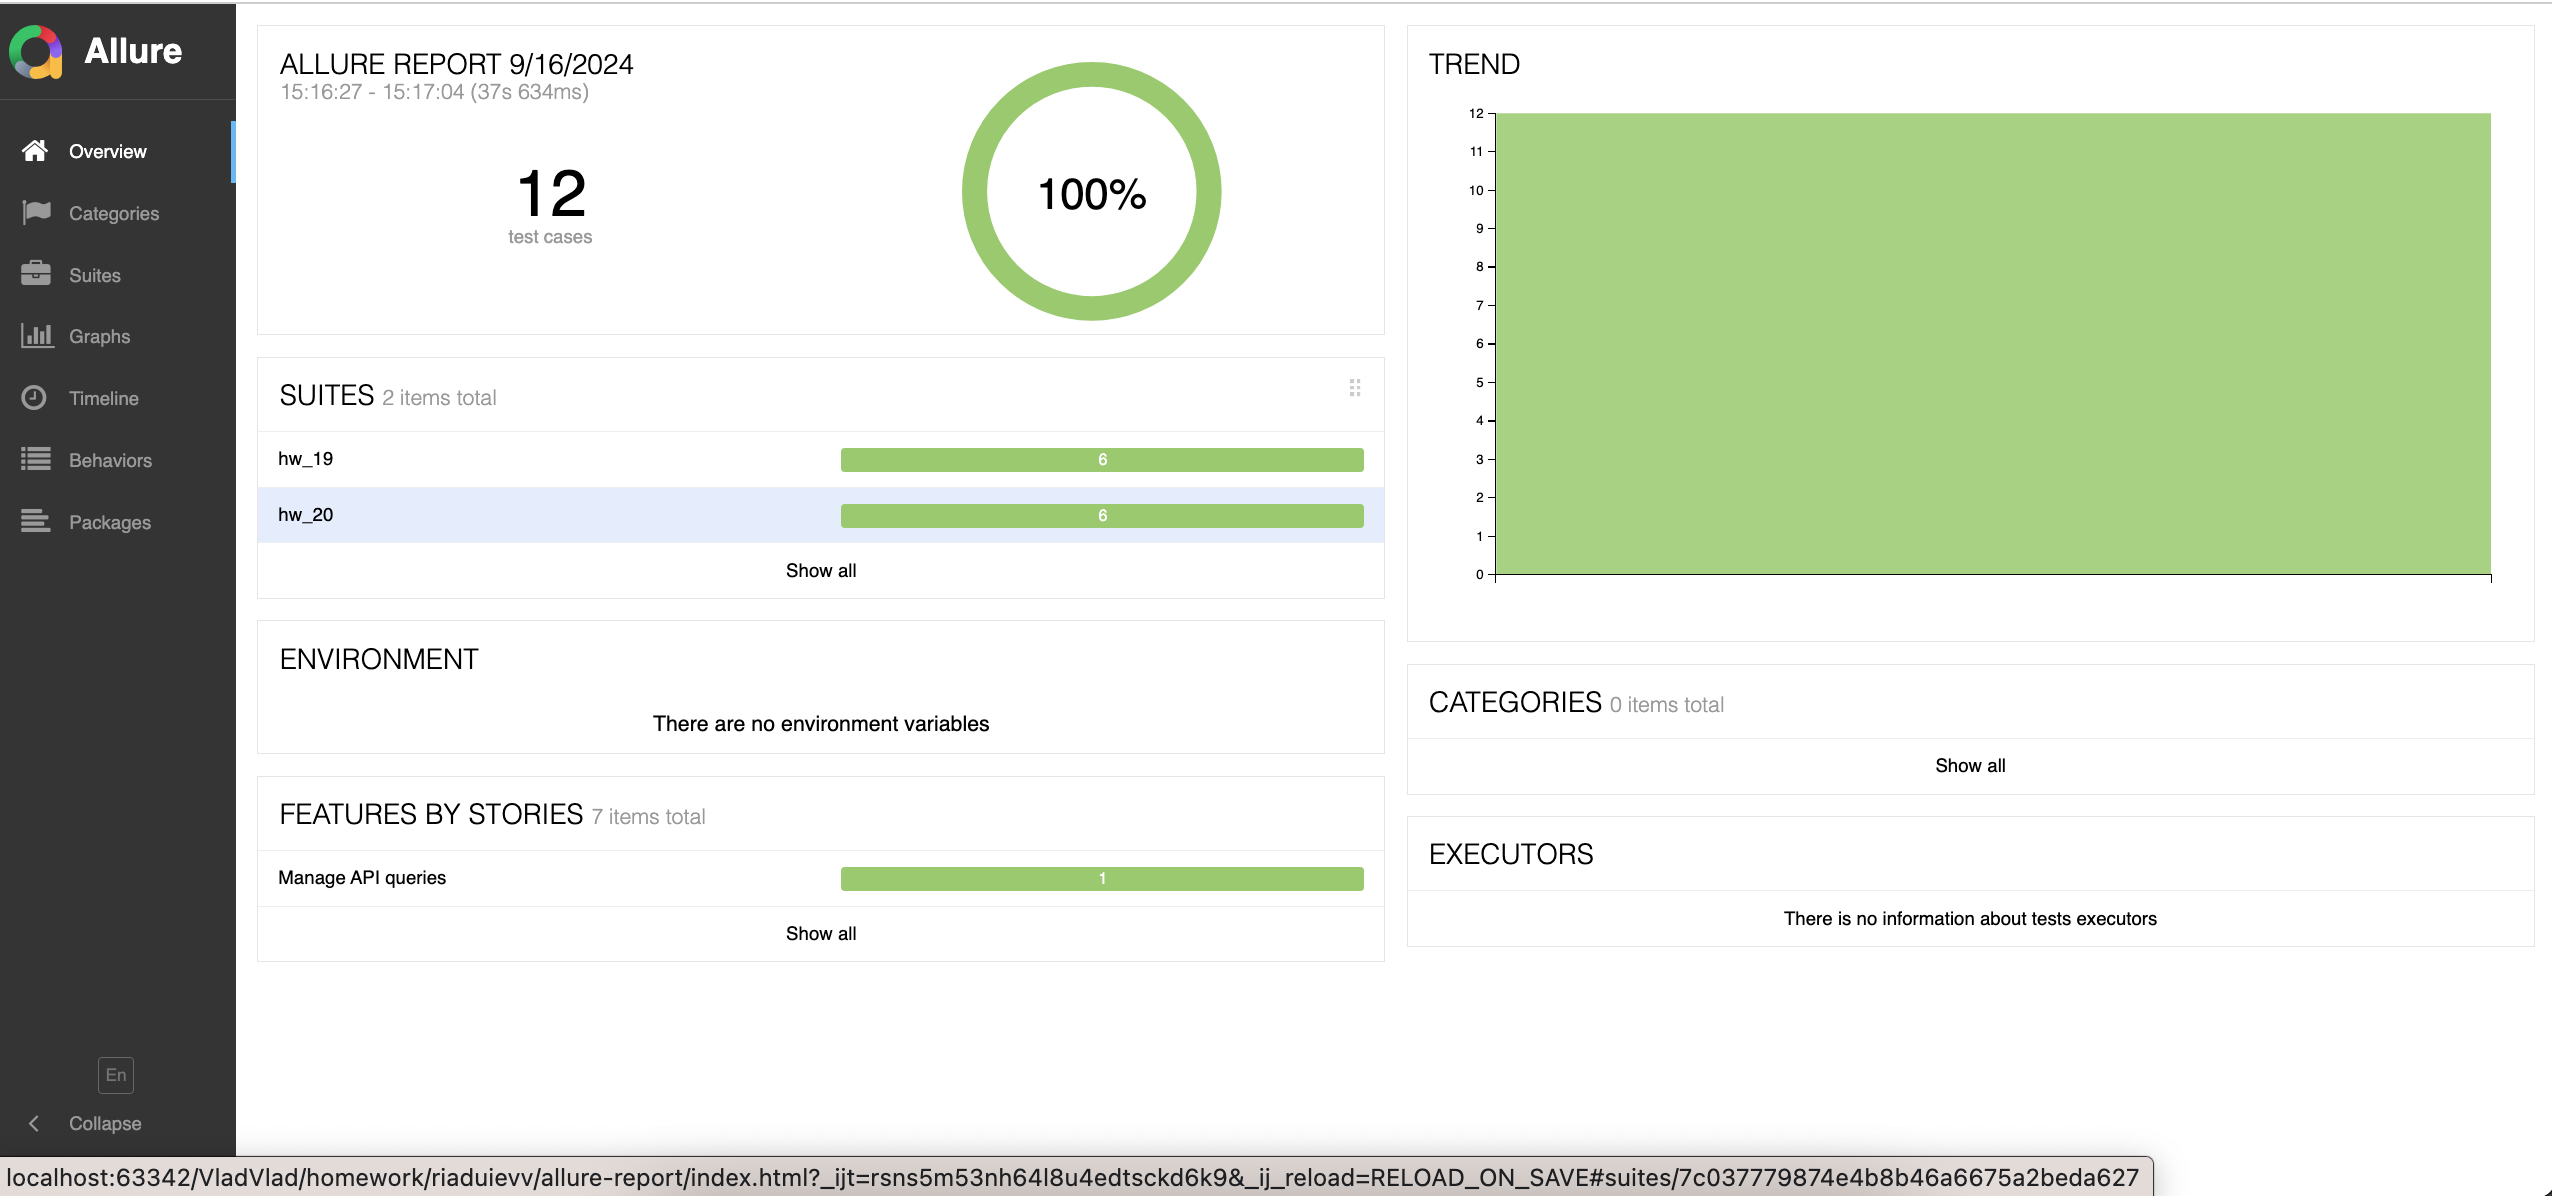 Allure
Overview
Categories
Suites
Graphs
Timeline
Behaviors
Packages
En
Collapse
ALLURE REPORT 9/16/2024
15:16:27 - 15:17:04 (37s 634ms)
12
test cases
100%
SUITES 2 items total
hw_19 6
hw_20 6
Show all
ENVIRONMENT
There are no environment variables
FEATURES BY STORIES 7 items total
Manage API queries 1
Show all
TREND
12
11
10
9
8
7
6
5
4
3
2
1
0
CATEGORIES 0 items total
Show all
EXECUTORS
There is no information about tests executors
localhost:63342/VladVlad/homework/riaduievv/allure-report/index.html?_ijt=rsns5m53nh64l8u4edtsckd6k9&_ij_reload=RELOAD_ON_SAVE#suites/7c037779874e4b8b46a6675a2beda627